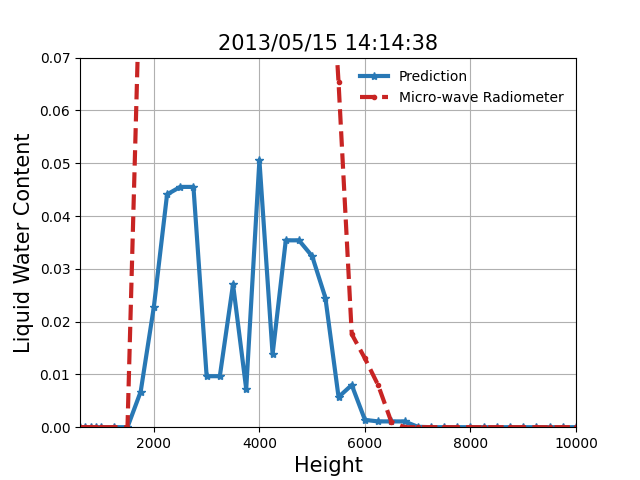 2013/05/15 14:14:38
Prediction
Micro-wave Radiometer
0.07
0.06
0.05
0.04
0.03
0.02
0.01
0.00
Liquid Water Content
2000 4000 6000 8000 10000
Height